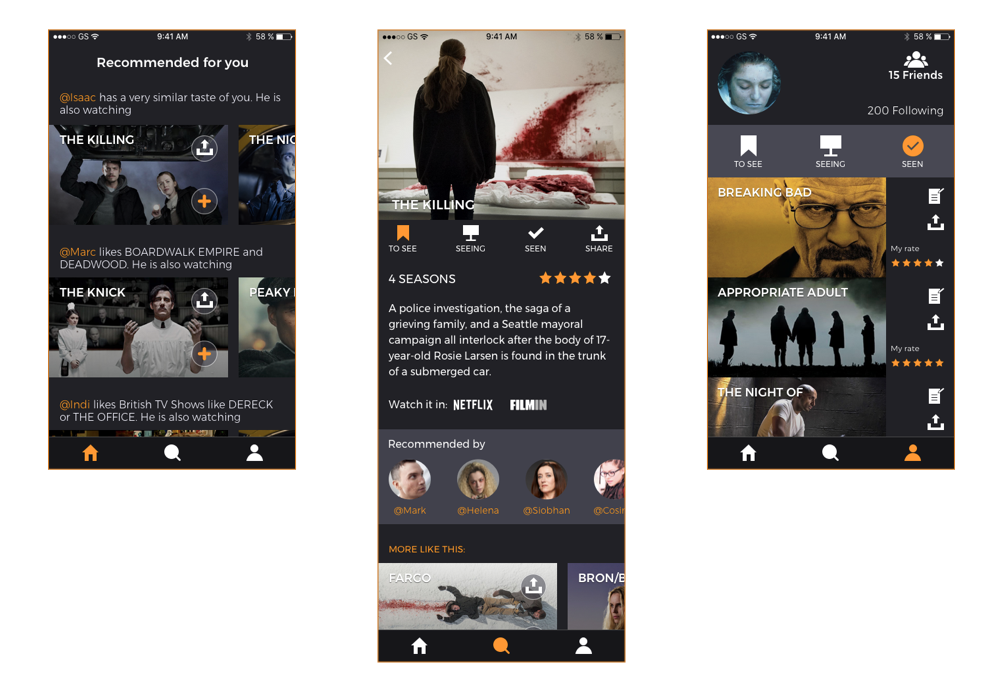 GS 9:41 AM 58 %
Recommended for you
@Isaac has a very similar taste of you. He is
also watching
THE KILLING
THE NIG
@Marc likes BOARDWALK EMPIRE and
DEADWOOD. He is also watching
THE KNICK
PEAKY
@Indi likes British TV Shows like DERECK
or THE OFFICE. He is also watching
GS 9:41 AM 58 %
THE KILLING
TO SEE
SEEING
SEEN
SHARE
4 SEASONS
A police investigation, the saga of a
grieving family, and a Seattle mayoral
campaign all interlock after the body of 17-
year-old Rosie Larsen is found in the trunk
of a submerged car.
Watch it in: NETFLIX FILMIN
Recommended by
@Mark
@Helena
@Siobhan
@Cosi
MORE LIKE THIS:
FARGO
BRON/B
GS 9:41 AM 58 %
15 Friends
200 Following
TO SEE
SEEING
SEEN
BREAKING BAD
My rate
APPROPRIATE ADULT
My rate
THE NIGHT OF